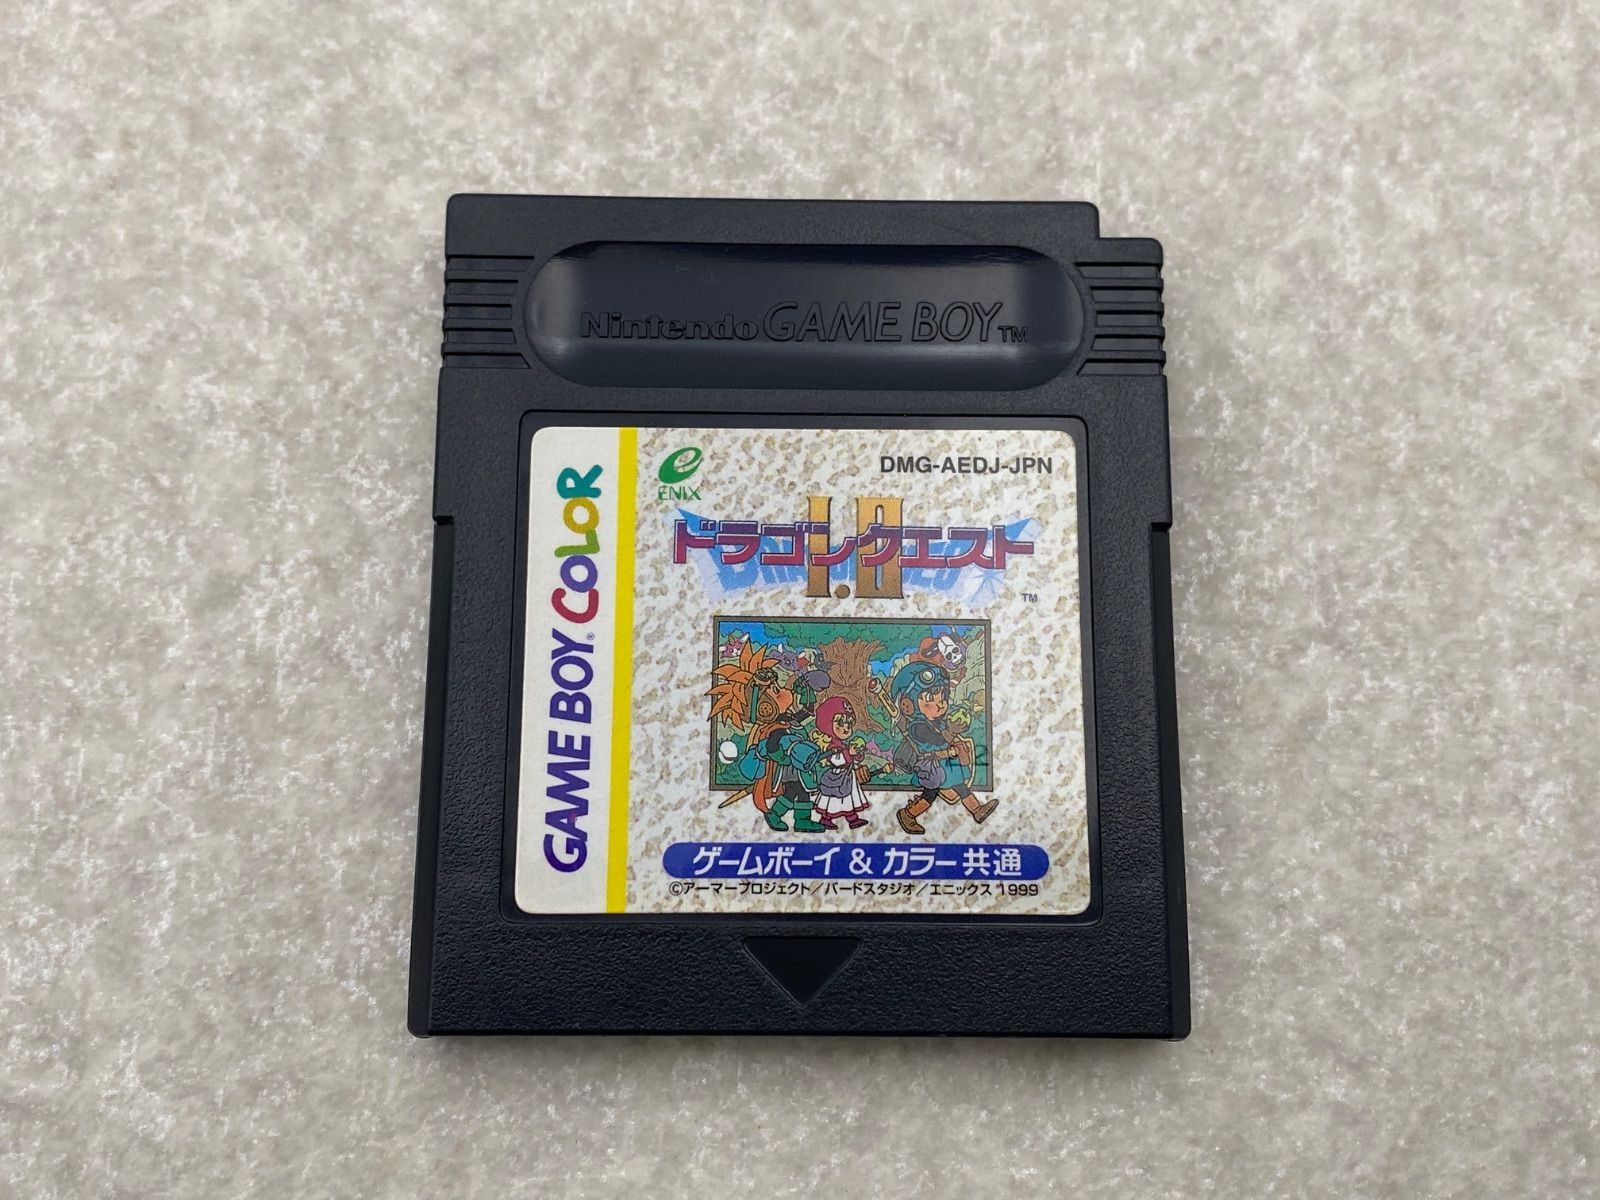 Nintendo GAME BOY™
GAME BOY® COLOR
ENIX
DMG-AEDJ-JPN
ドラゴンクエスト
I・II
™
ゲームボーイ & カラー 共通
©アーマープロジェクト/バードスタジオ/エニックス 1999